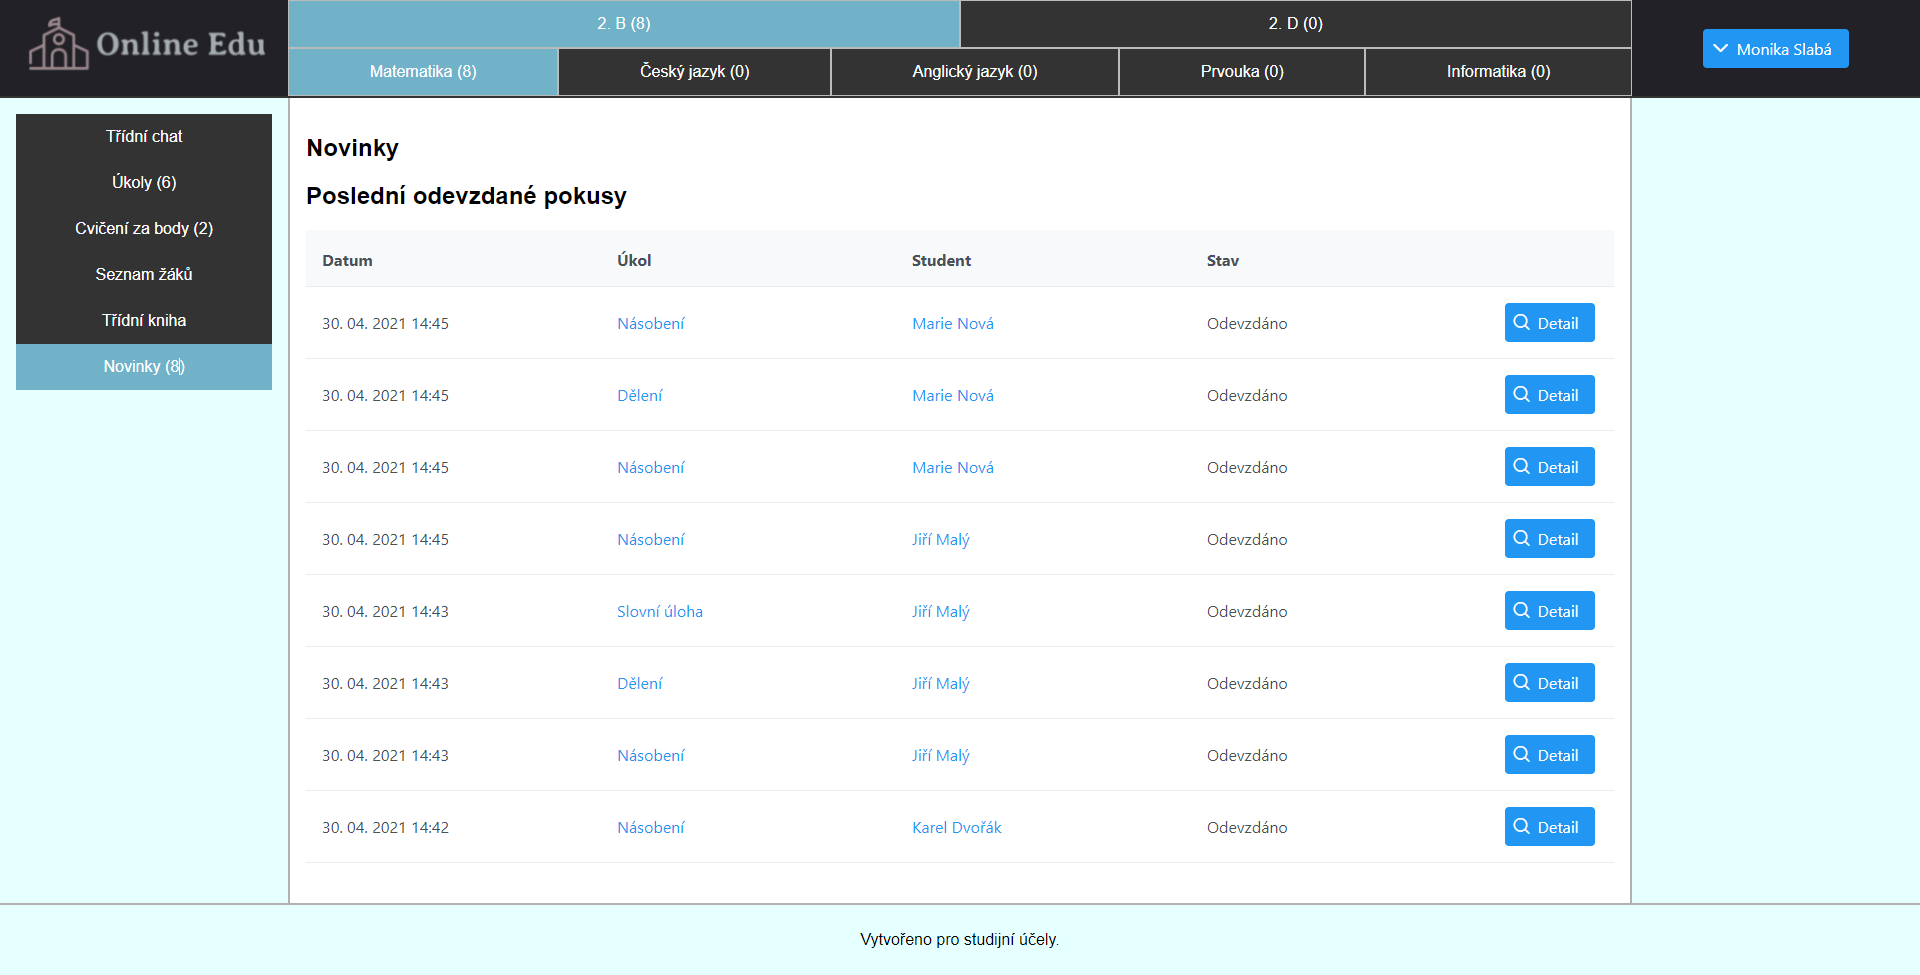 Online Edu
2. B (8) 2. D (0)
Matematika (8) Český jazyk (0) Anglický jazyk (0) Prvouka (0) Informatika (0)
Monika Slabá
Třídní chat
Úkoly (6)
Cvičení za body (2)
Seznam žáků
Třídní kniha
Novinky (8)
Novinky
Poslední odevzdané pokusy
Datum Úkol Student Stav
30. 04. 2021 14:45 Násobení Marie Nová Odevzdáno Detail
30. 04. 2021 14:45 Dělení Marie Nová Odevzdáno Detail
30. 04. 2021 14:45 Násobení Marie Nová Odevzdáno Detail
30. 04. 2021 14:45 Násobení Jiří Malý Odevzdáno Detail
30. 04. 2021 14:43 Slovní úloha Jiří Malý Odevzdáno Detail
30. 04. 2021 14:43 Dělení Jiří Malý Odevzdáno Detail
30. 04. 2021 14:43 Násobení Jiří Malý Odevzdáno Detail
30. 04. 2021 14:42 Násobení Karel Dvořák Odevzdáno Detail
Vytvořeno pro studijní účely.